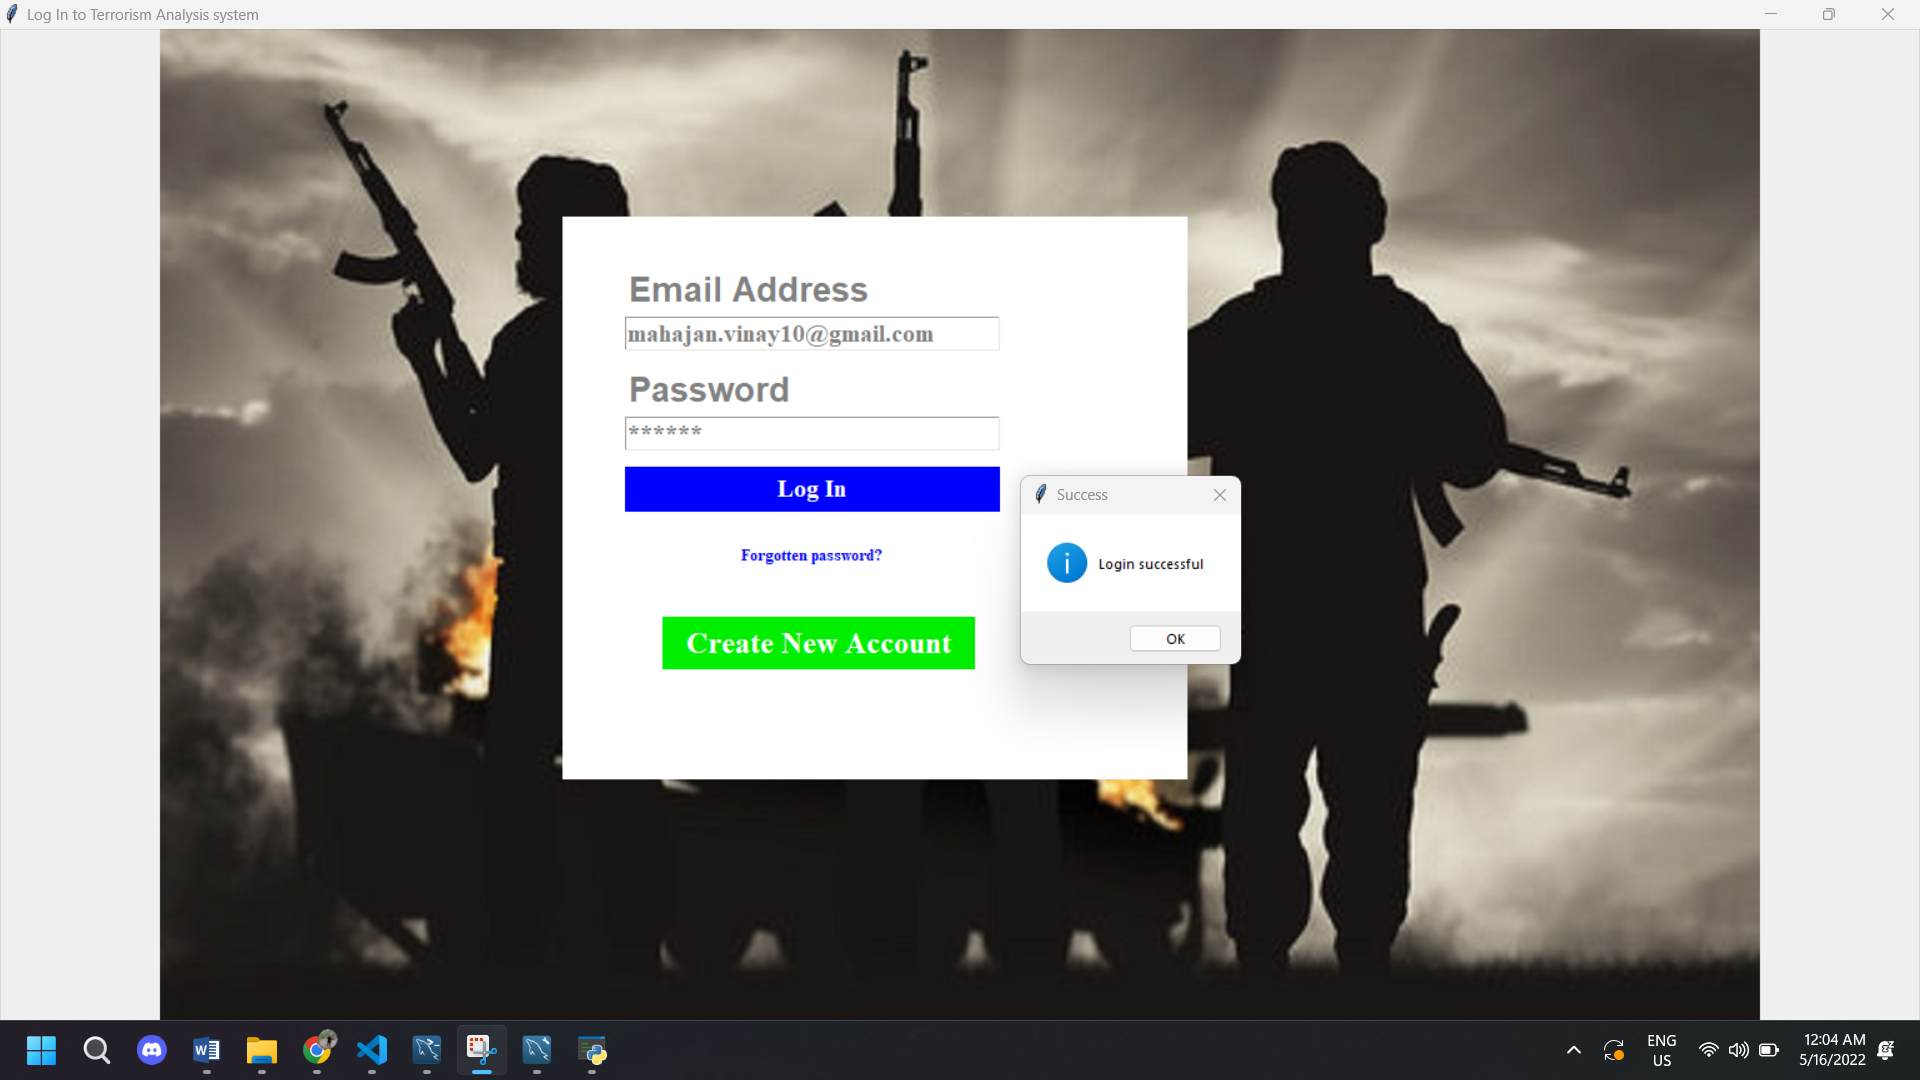 Log In to Terrorism Analysis system
Email Address
mahajan.vinay10@gmail.com
Password
******
Log In
Forgotten password?
Create New Account
Success
Login successful
OK
ENG
US
12:04 AM
5/16/2022